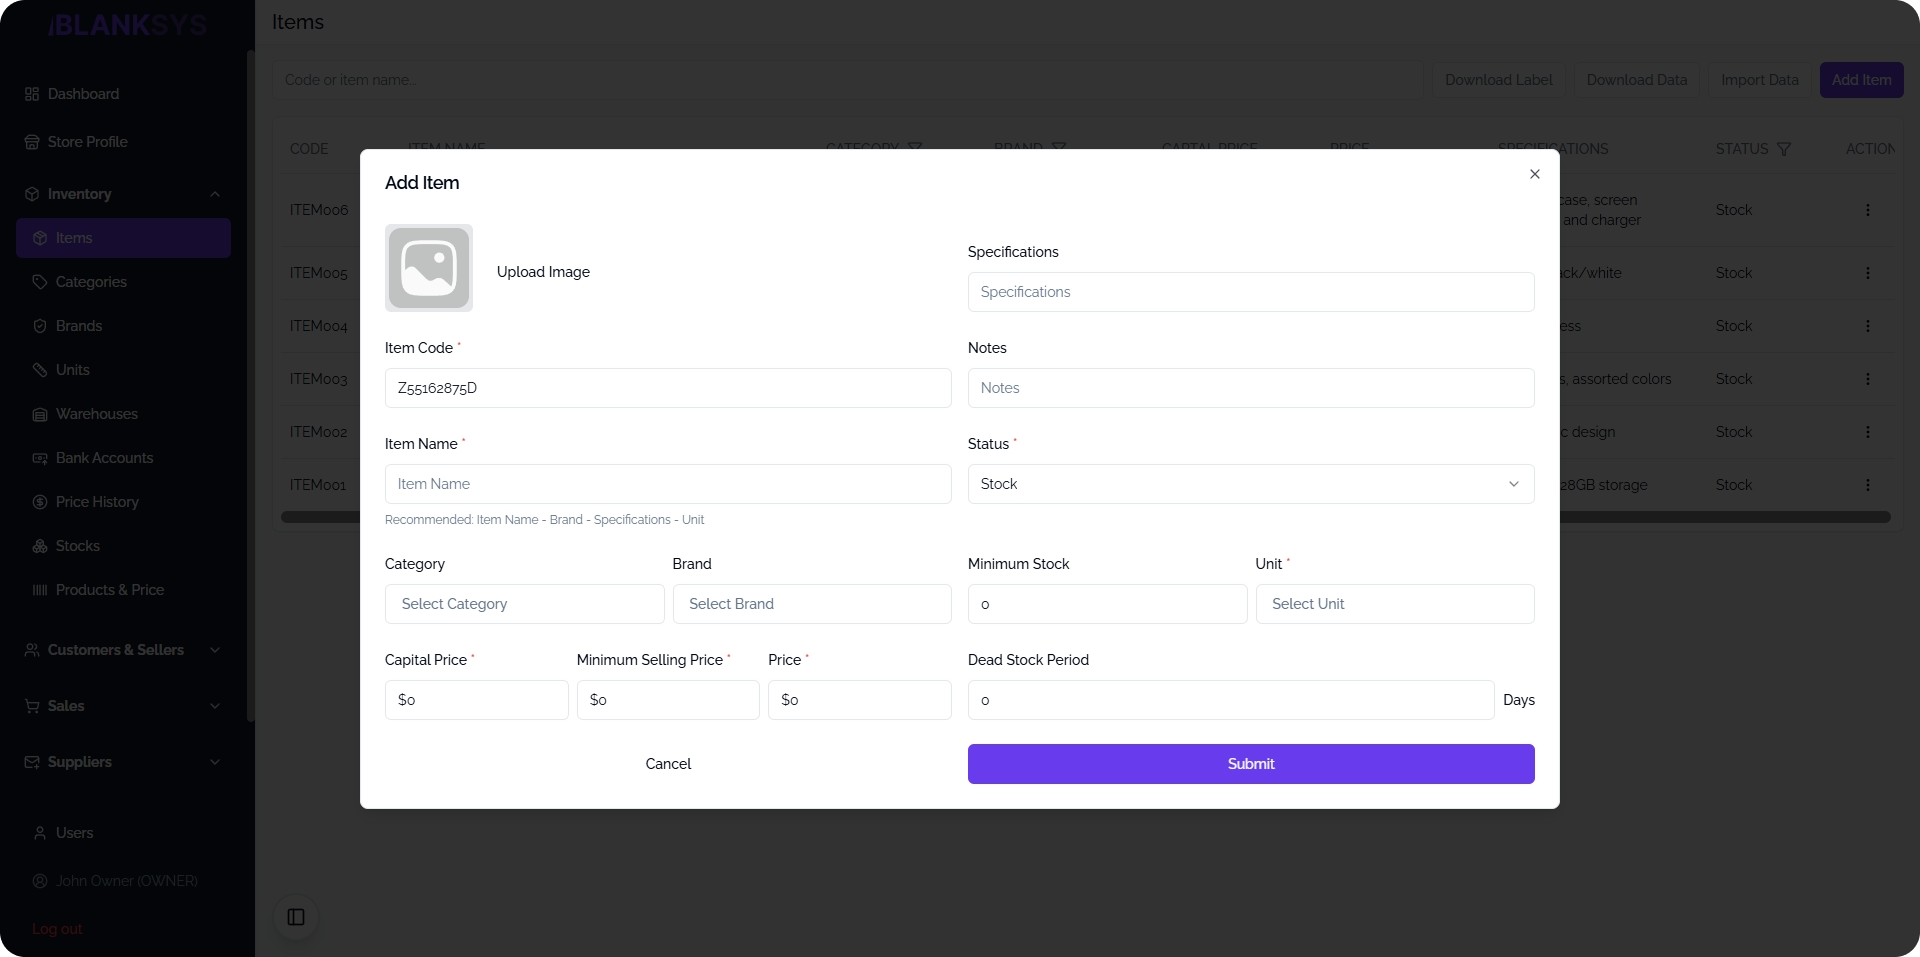 /BLANKSYS
Items
Dashboard
Store Profile
Inventory
Items
Categories
Brands
Units
Warehouses
Bank Accounts
Price History
Stocks
Products & Price
Customers & Sellers
Sales
Suppliers
Users
John Owner (OWNER)
Log out
Code or item name...
Download Label
Download Data
Import Data
Add Item
CODE ITEM NAME CATEGORY BRAND CAPTAL PRICE PRICE SPECIFICATIONS STATUS ACTION
ITEM006 case, screen Stock
and charger
ITEM005 ack/white Stock
ITEM004 ess Stock
ITEM003 s, assorted colors Stock
ITEM002 c design Stock
ITEM001 28GB storage Stock
Add Item
Upload Image
Specifications
Specifications
Item Code *
Z55162875D
Notes
Notes
Item Name *
Item Name
Recommended: Item Name - Brand - Specifications - Unit
Status *
Stock
Category
Select Category
Brand
Select Brand
Minimum Stock
0
Unit *
Select Unit
Capital Price *
$0
Minimum Selling Price *
$0
Price *
$0
Dead Stock Period
0 Days
Cancel
Submit